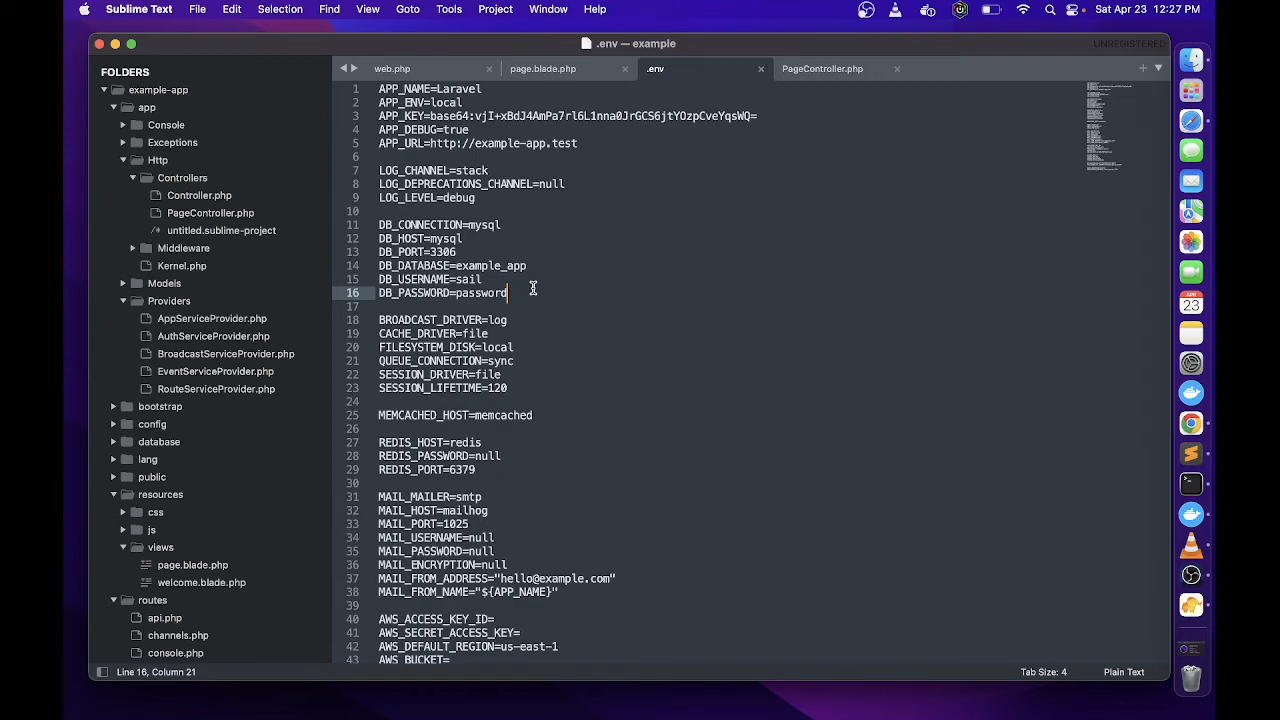 Sublime Text File Edit Selection Find View Goto Tools Project Window Help Sat Apr 23 12:27 PM
.env — example UNREGISTERED
FOLDERS
example-app
app
Console
Exceptions
Http
Controllers
Controller.php
PageController.php
untitled.sublime-project
Middleware
Kernel.php
Models
Providers
AppServiceProvider.php
AuthServiceProvider.php
BroadcastServiceProvider.php
EventServiceProvider.php
RouteServiceProvider.php
bootstrap
config
database
lang
public
resources
css
js
views
page.blade.php
welcome.blade.php
routes
api.php
channels.php
console.php
web.php page.blade.php .env PageController.php
1 APP_NAME=Laravel
2 APP_ENV=local
3 APP_KEY=base64:vjI+xBdJ4AmPa7rl6L1nna0JrGCS6jtYOzpCveYqsWQ=
4 APP_DEBUG=true
5 APP_URL=http://example-app.test
6
7 LOG_CHANNEL=stack
8 LOG_DEPRECATIONS_CHANNEL=null
9 LOG_LEVEL=debug
10
11 DB_CONNECTION=mysql
12 DB_HOST=mysql
13 DB_PORT=3306
14 DB_DATABASE=example_app
15 DB_USERNAME=sail
16 DB_PASSWORD=password
17
18 BROADCAST_DRIVER=log
19 CACHE_DRIVER=file
20 FILESYSTEM_DISK=local
21 QUEUE_CONNECTION=sync
22 SESSION_DRIVER=file
23 SESSION_LIFETIME=120
24
25 MEMCACHED_HOST=memcached
26
27 REDIS_HOST=redis
28 REDIS_PASSWORD=null
29 REDIS_PORT=6379
30
31 MAIL_MAILER=smtp
32 MAIL_HOST=mailhog
33 MAIL_PORT=1025
34 MAIL_USERNAME=null
35 MAIL_PASSWORD=null
36 MAIL_ENCRYPTION=null
37 MAIL_FROM_ADDRESS="hello@example.com"
38 MAIL_FROM_NAME="${APP_NAME}"
39
40 AWS_ACCESS_KEY_ID=
41 AWS_SECRET_ACCESS_KEY=
42 AWS_DEFAULT_REGION=us-east-1
43 AWS_BUCKET=
Line 16, Column 21 Tab Size: 4 Plain Text
APR
23